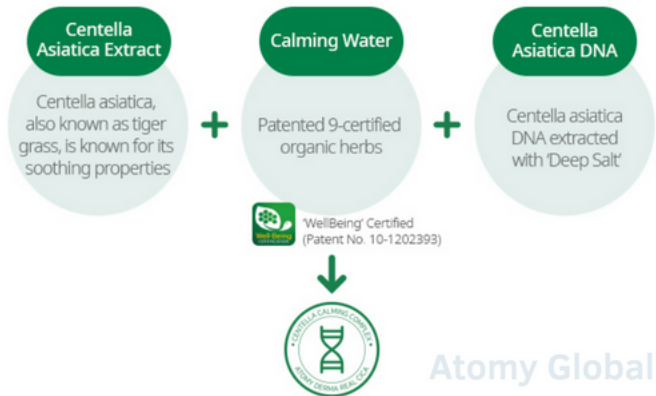 Centella
Asiatica Extract
Centella asiatica,
also known as tiger
grass, is known for its
soothing properties
+
Calming Water
Patented 9-certified
organic herbs
+
Centella
Asiatica DNA
Centella asiatica
DNA extracted
with ‘Deep Salt’
Well-Being
‘WellBeing’ Certified
(Patent No. 10-1202393)
CENTELLA CALMING COMPLEX
ATOMY DERMA REAL CICA
Atomy Global